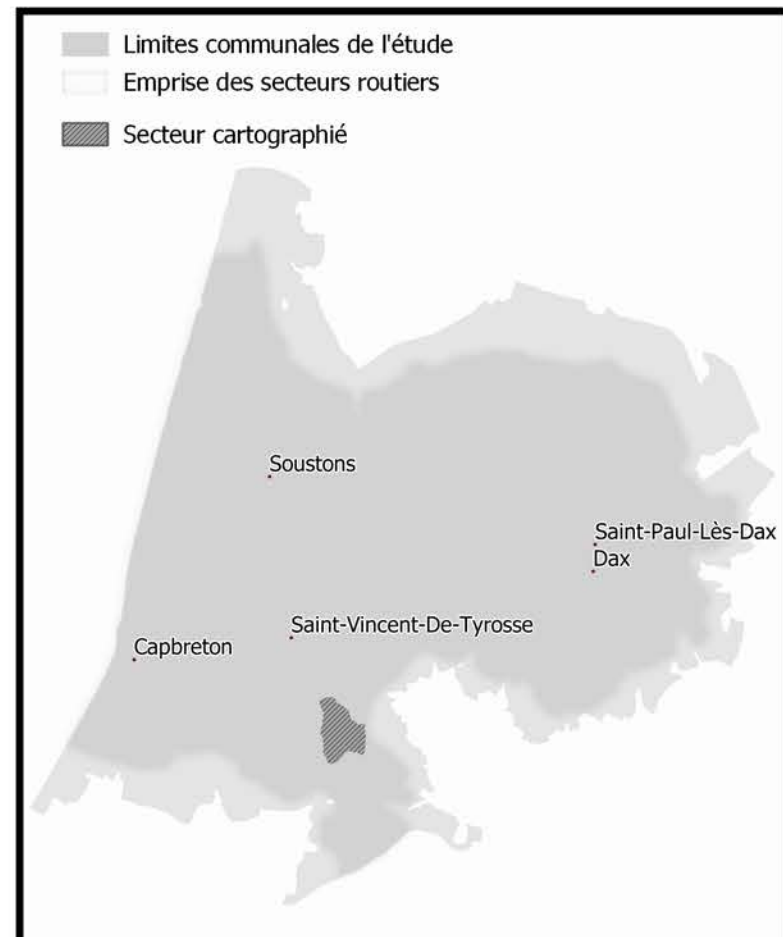 Limites communales de l'étude
Emprise des secteurs routiers
Secteur cartographié
Soustons
Saint-Paul-Lès-Dax
Dax
Saint-Vincent-De-Tyrosse
Capbreton